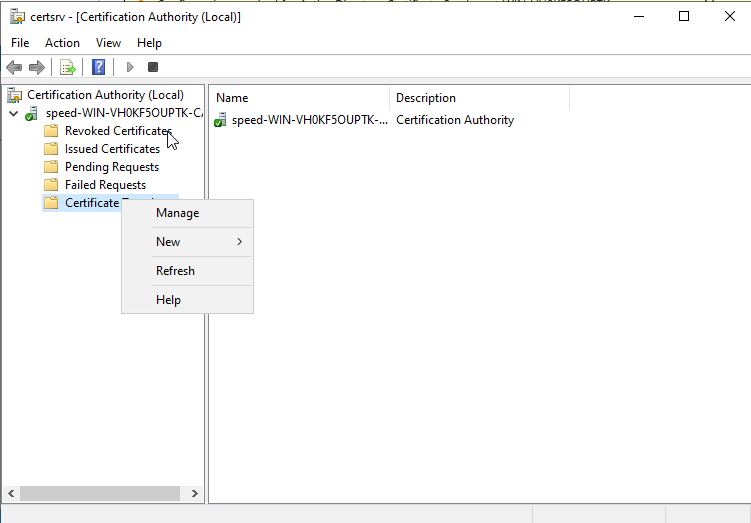 certsrv - [Certification Authority (Local)]
File Action View Help
Certification Authority (Local)
speed-WIN-VH0KF5OUPTK-CA
Revoked Certificates
Issued Certificates
Pending Requests
Failed Requests
Certificate
Manage
New
Refresh
Help
Name Description
speed-WIN-VH0KF5OUPTK-... Certification Authority